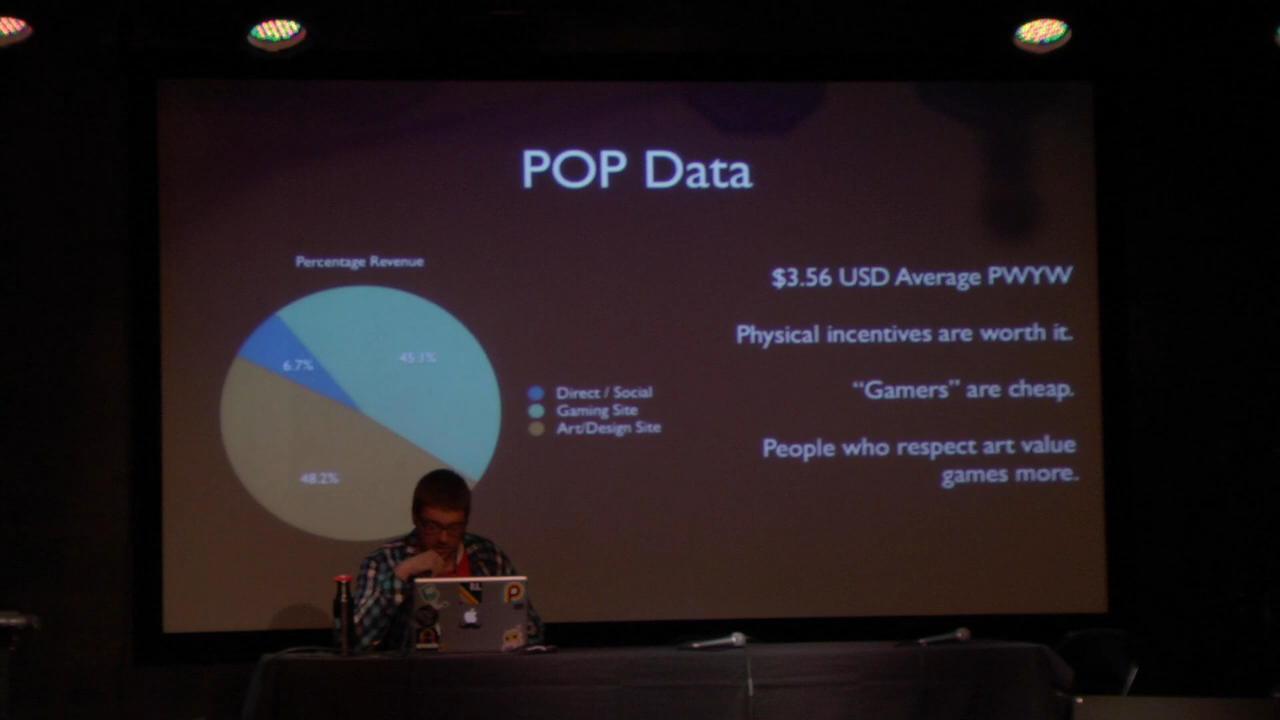 POP Data
Percentage Revenue
6.7%
45.1%
48.2%
Direct / Social
Gaming Site
Art/Design Site
$3.56 USD Average PWYW
Physical incentives are worth it.
“Gamers” are cheap.
People who respect art value
games more.